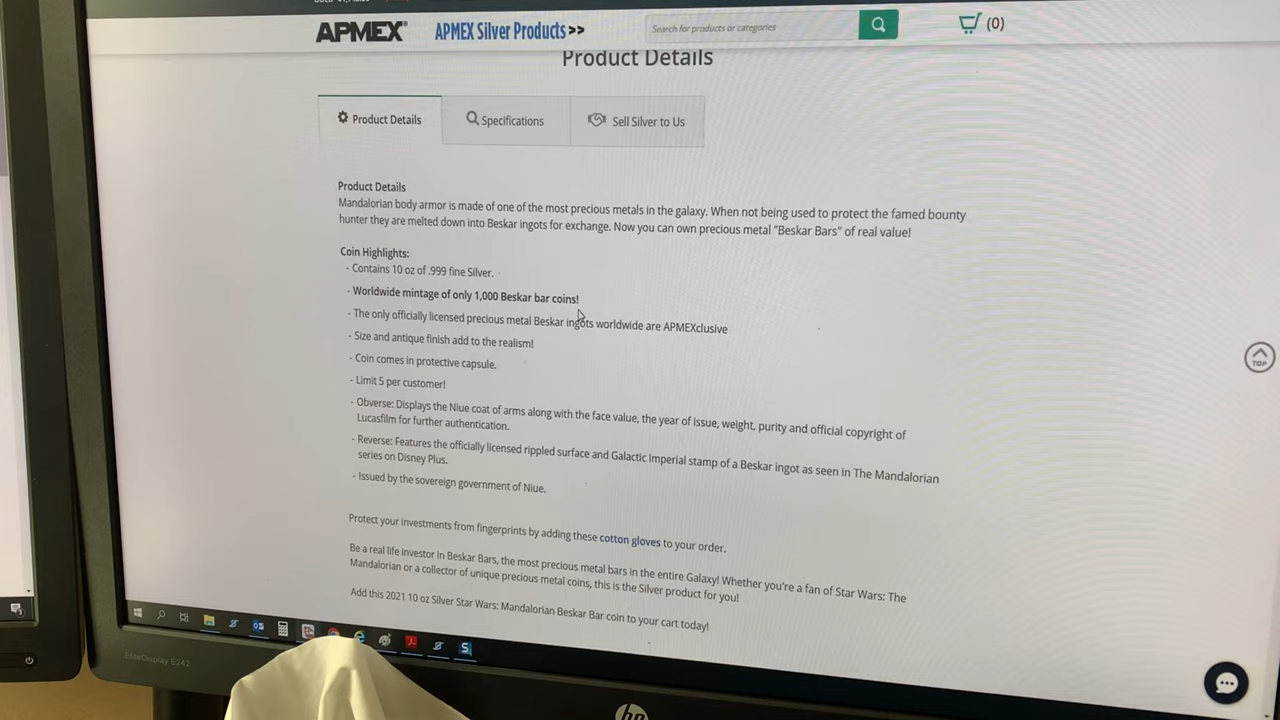 APMEX® APMEX Silver Products >> Search for products or categories (0)
Product Details
Product Details Specifications Sell Silver to Us
Product Details
Mandalorian body armor is made of one of the most precious metals in the galaxy. When not being used to protect the famed bounty
hunter they are melted down into Beskar ingots for exchange. Now you can own precious metal "Beskar Bars" of real value!
Coin Highlights:
- Contains 10 oz of .999 fine Silver.
- Worldwide mintage of only 1,000 Beskar bar coins!
- The only officially licensed precious metal Beskar ingots worldwide are APMEXclusive
- Size and antique finish add to the realism!
- Coin comes in protective capsule.
- Limit 5 per customer!
- Obverse: Displays the Niue coat of arms along with the face value, the year of issue, weight, purity and official copyright of
Lucasfilm for further authentication.
- Reverse: Features the officially licensed rippled surface and Galactic Imperial stamp of a Beskar ingot as seen in The Mandalorian
series on Disney Plus.
- Issued by the sovereign government of Niue.
Protect your investments from fingerprints by adding these cotton gloves to your order.
Be a real life investor in Beskar Bars, the most precious metal bars in the entire Galaxy! Whether you're a fan of Star Wars: The
Mandalorian or a collector of unique precious metal coins, this is the Silver product for you!
Add this 2021 10 oz Silver Star Wars: Mandalorian Beskar Bar coin to your cart today!
TOP
EliteDisplay E242
hp